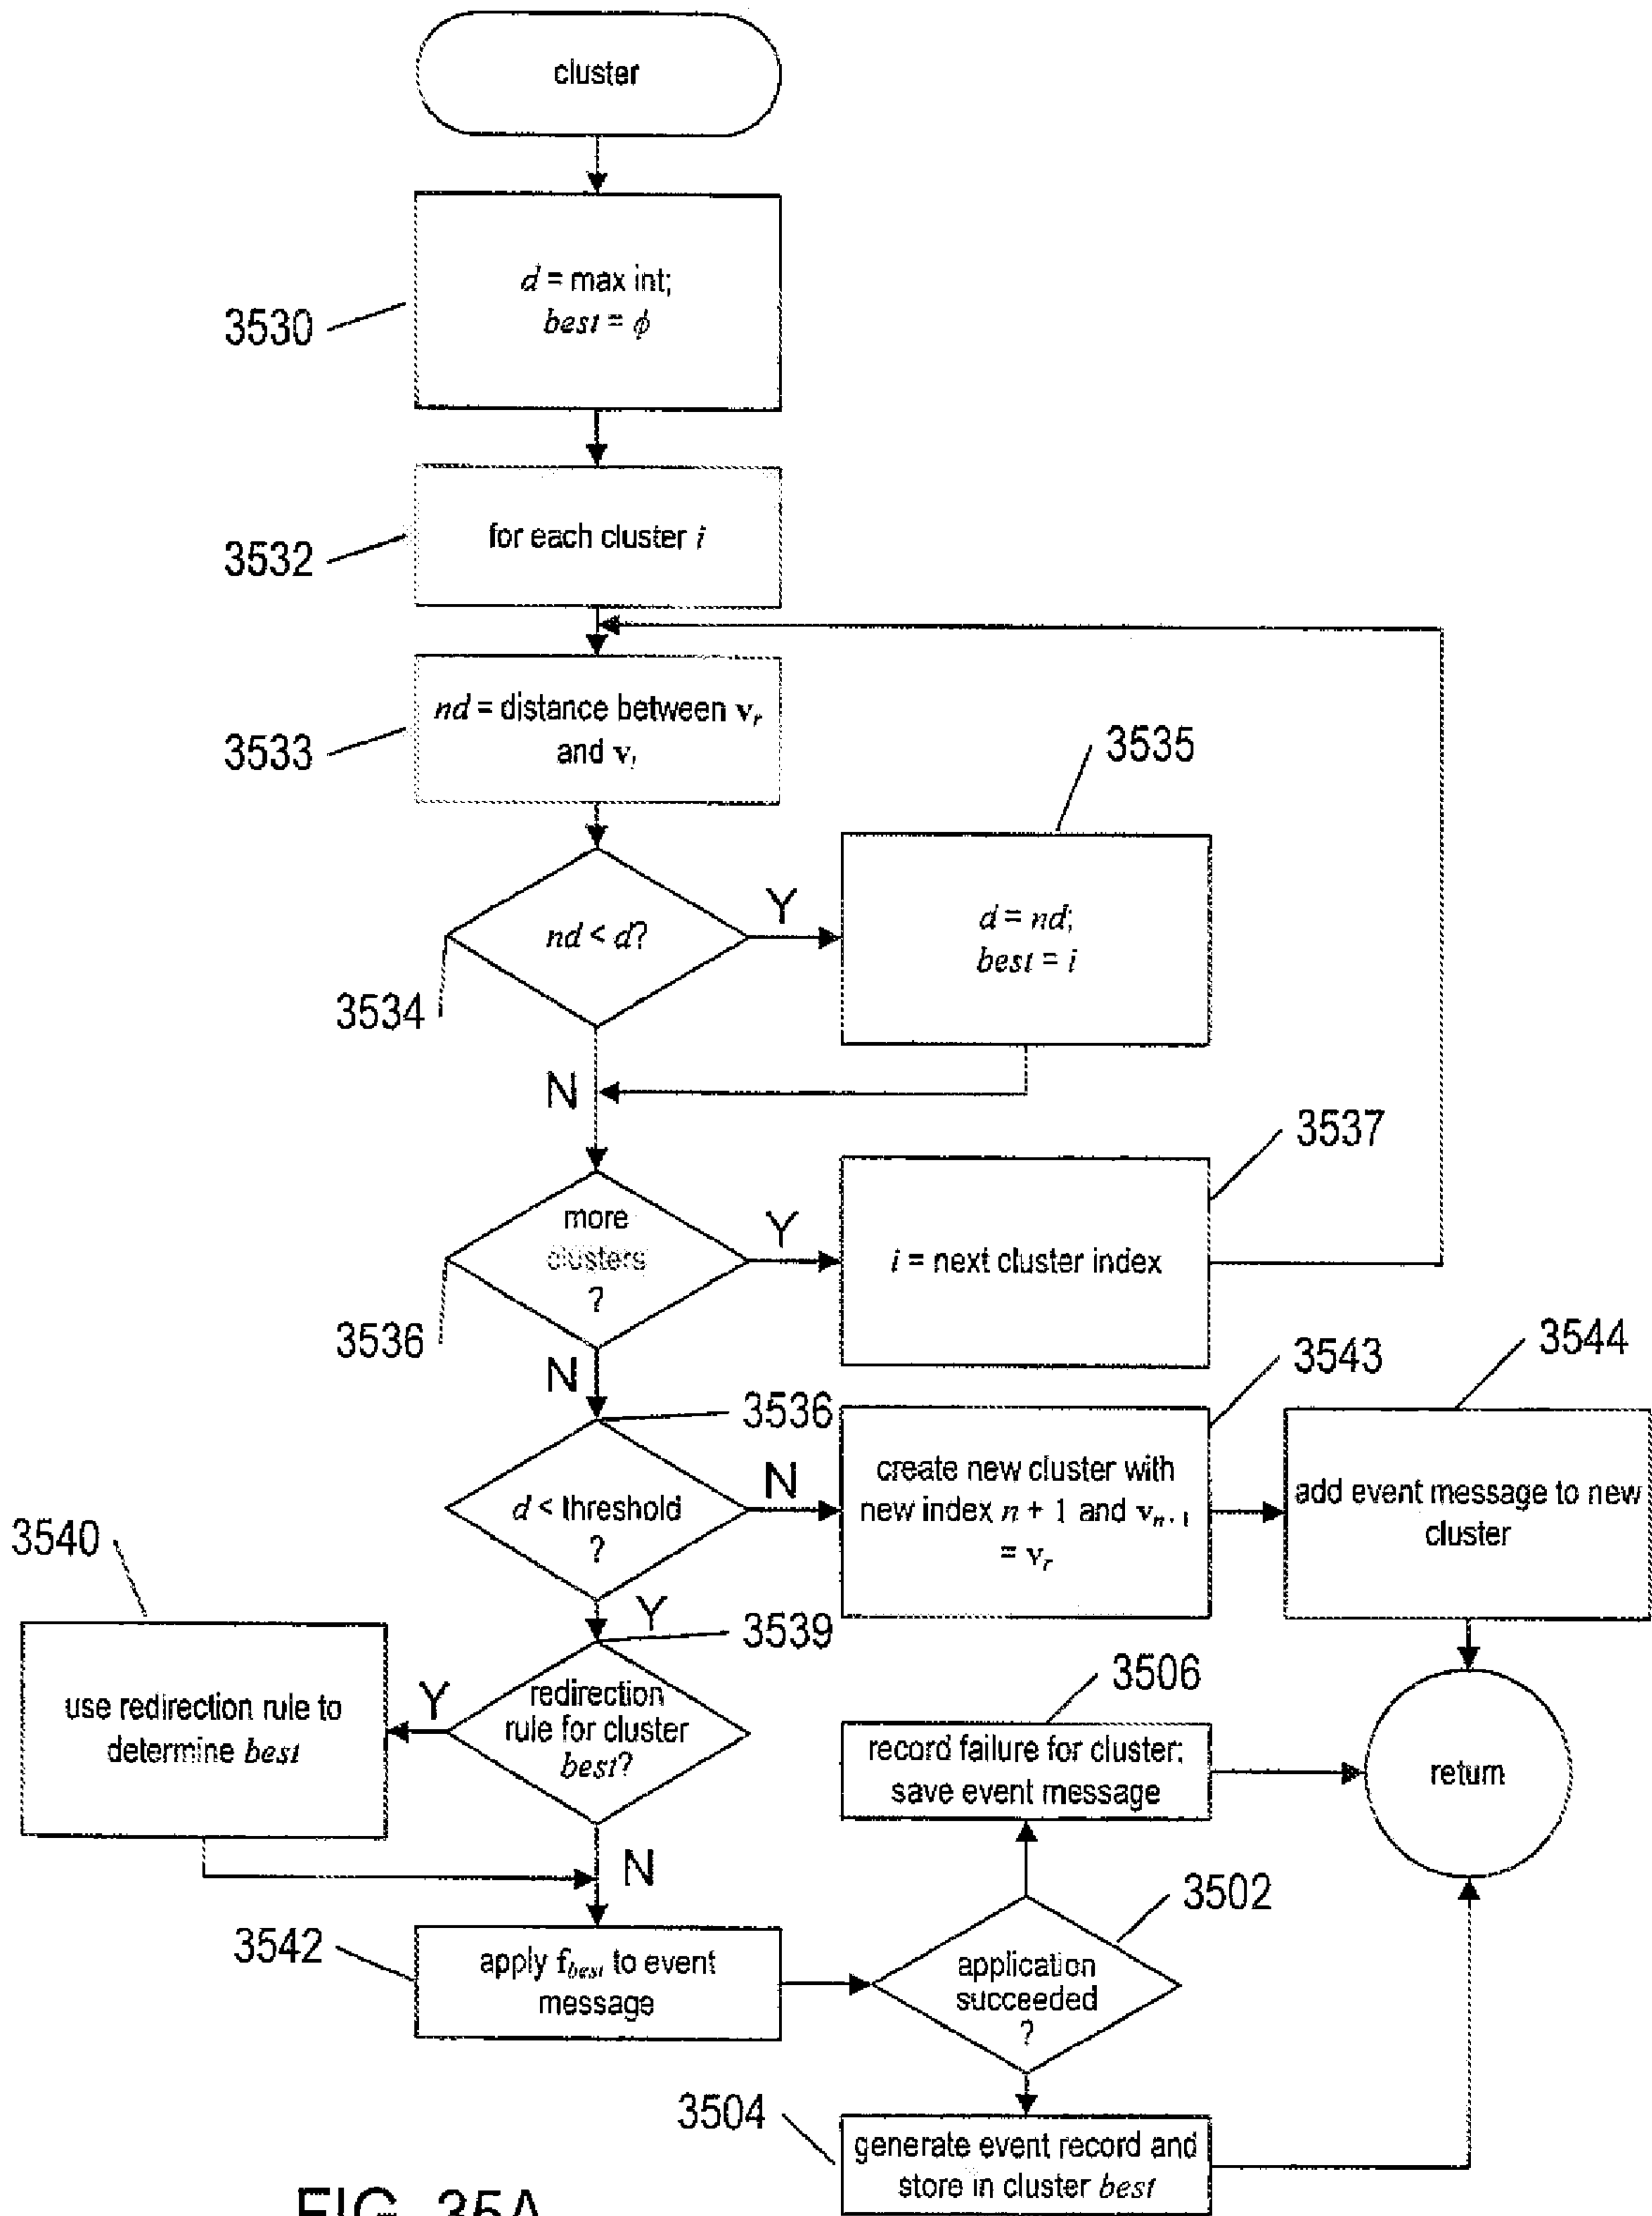 cluster
d = max int;
best = ϕ
3530
for each cluster i
3532
nd = distance between vr
and vi
3533
3535
nd < d?
Y
d = nd;
best = i
3534
N
3537
more
clusters
?
Y
i = next cluster index
3536
N
3543
3544
3536
d < threshold
?
N
create new cluster with
new index n + 1 and vn+1
= vr
add event message to new
cluster
3540
Y
3539
use redirection rule to
determine best
Y
redirection
rule for cluster
best?
3506
record failure for cluster;
save event message
return
N
3502
3542
apply fbest to event
message
application
succeeded
?
3504
generate event record and
store in cluster best
FIG. 35A